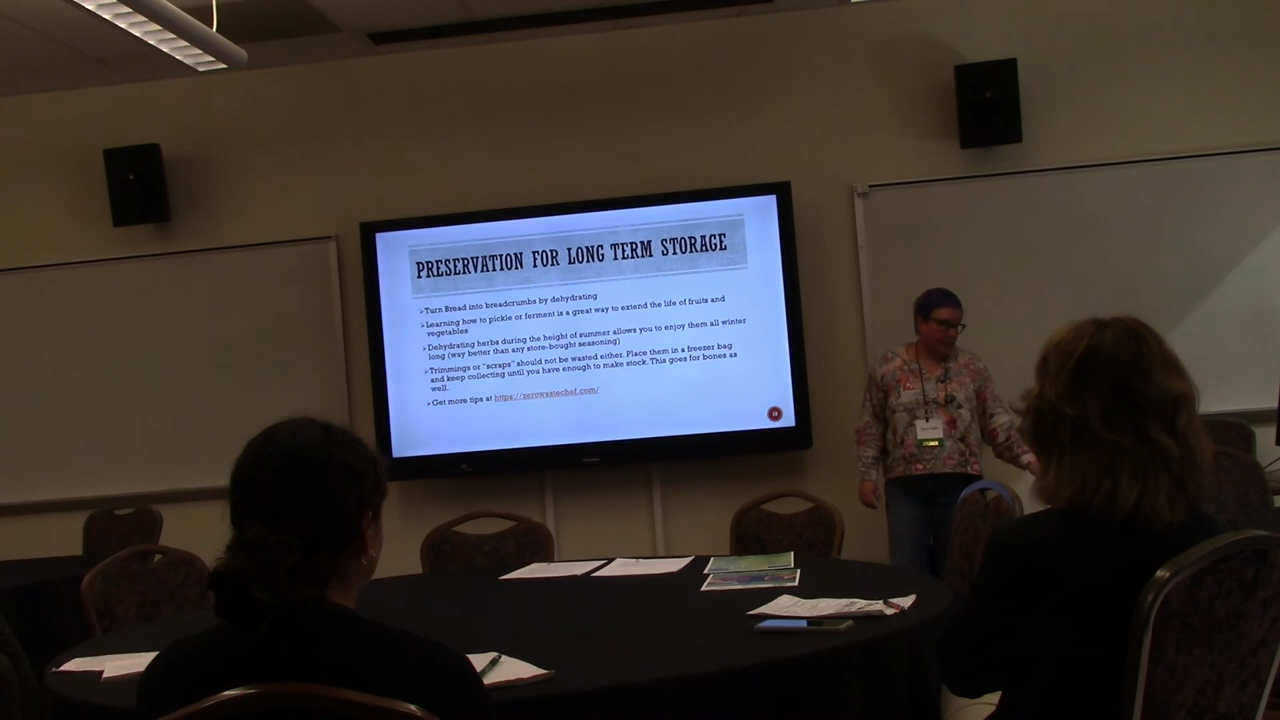 PRESERVATION FOR LONG TERM STORAGE
➢Turn Bread into breadcrumbs by dehydrating
➢Learning how to pickle or ferment is a great way to extend the life of fruits and
vegetables
➢Dehydrating herbs during the height of summer allows you to enjoy them all winter
long (way better than any store-bought seasoning)
➢Trimmings or "scraps" should not be wasted either. Place them in a freezer bag
and keep collecting until you have enough to make stock. This goes for bones as
well.
➢Get more tips at https://zerowastechef.com/
SPEAKER